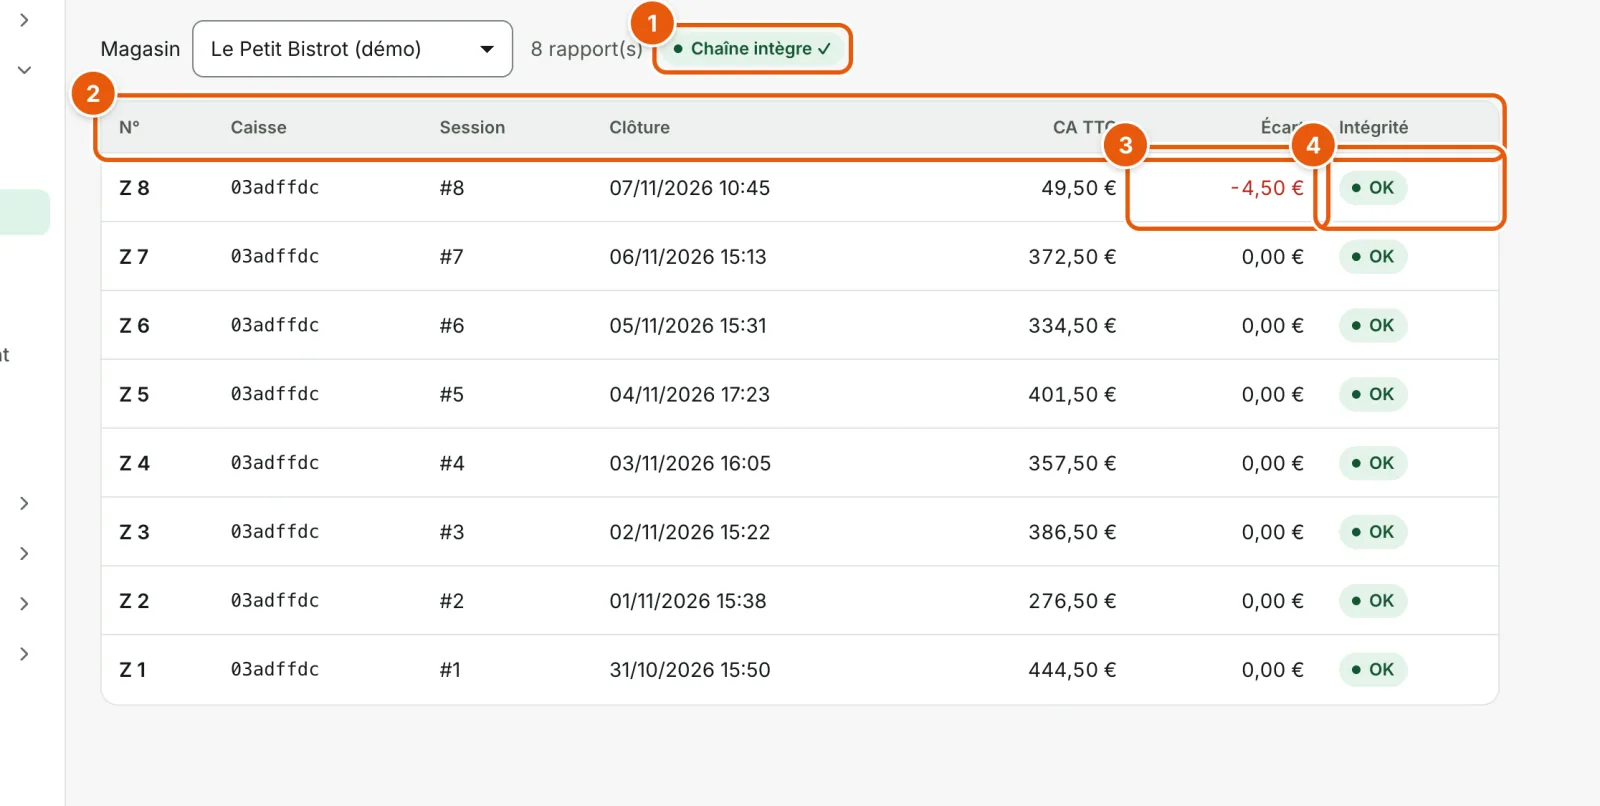 1
Magasin Le Petit Bistrot (démo) 8 rapport(s) Chaîne intègre ✓
2
N° Caisse Session Clôture CA TTC Écart Intégrité
3 4
Z 8 03adffdc #8 07/11/2026 10:45 49,50 € -4,50 € OK
Z 7 03adffdc #7 06/11/2026 15:13 372,50 € 0,00 € OK
Z 6 03adffdc #6 05/11/2026 15:31 334,50 € 0,00 € OK
nt
Z 5 03adffdc #5 04/11/2026 17:23 401,50 € 0,00 € OK
Z 4 03adffdc #4 03/11/2026 16:05 357,50 € 0,00 € OK
Z 3 03adffdc #3 02/11/2026 15:22 386,50 € 0,00 € OK
Z 2 03adffdc #2 01/11/2026 15:38 276,50 € 0,00 € OK
Z 1 03adffdc #1 31/10/2026 15:50 444,50 € 0,00 € OK